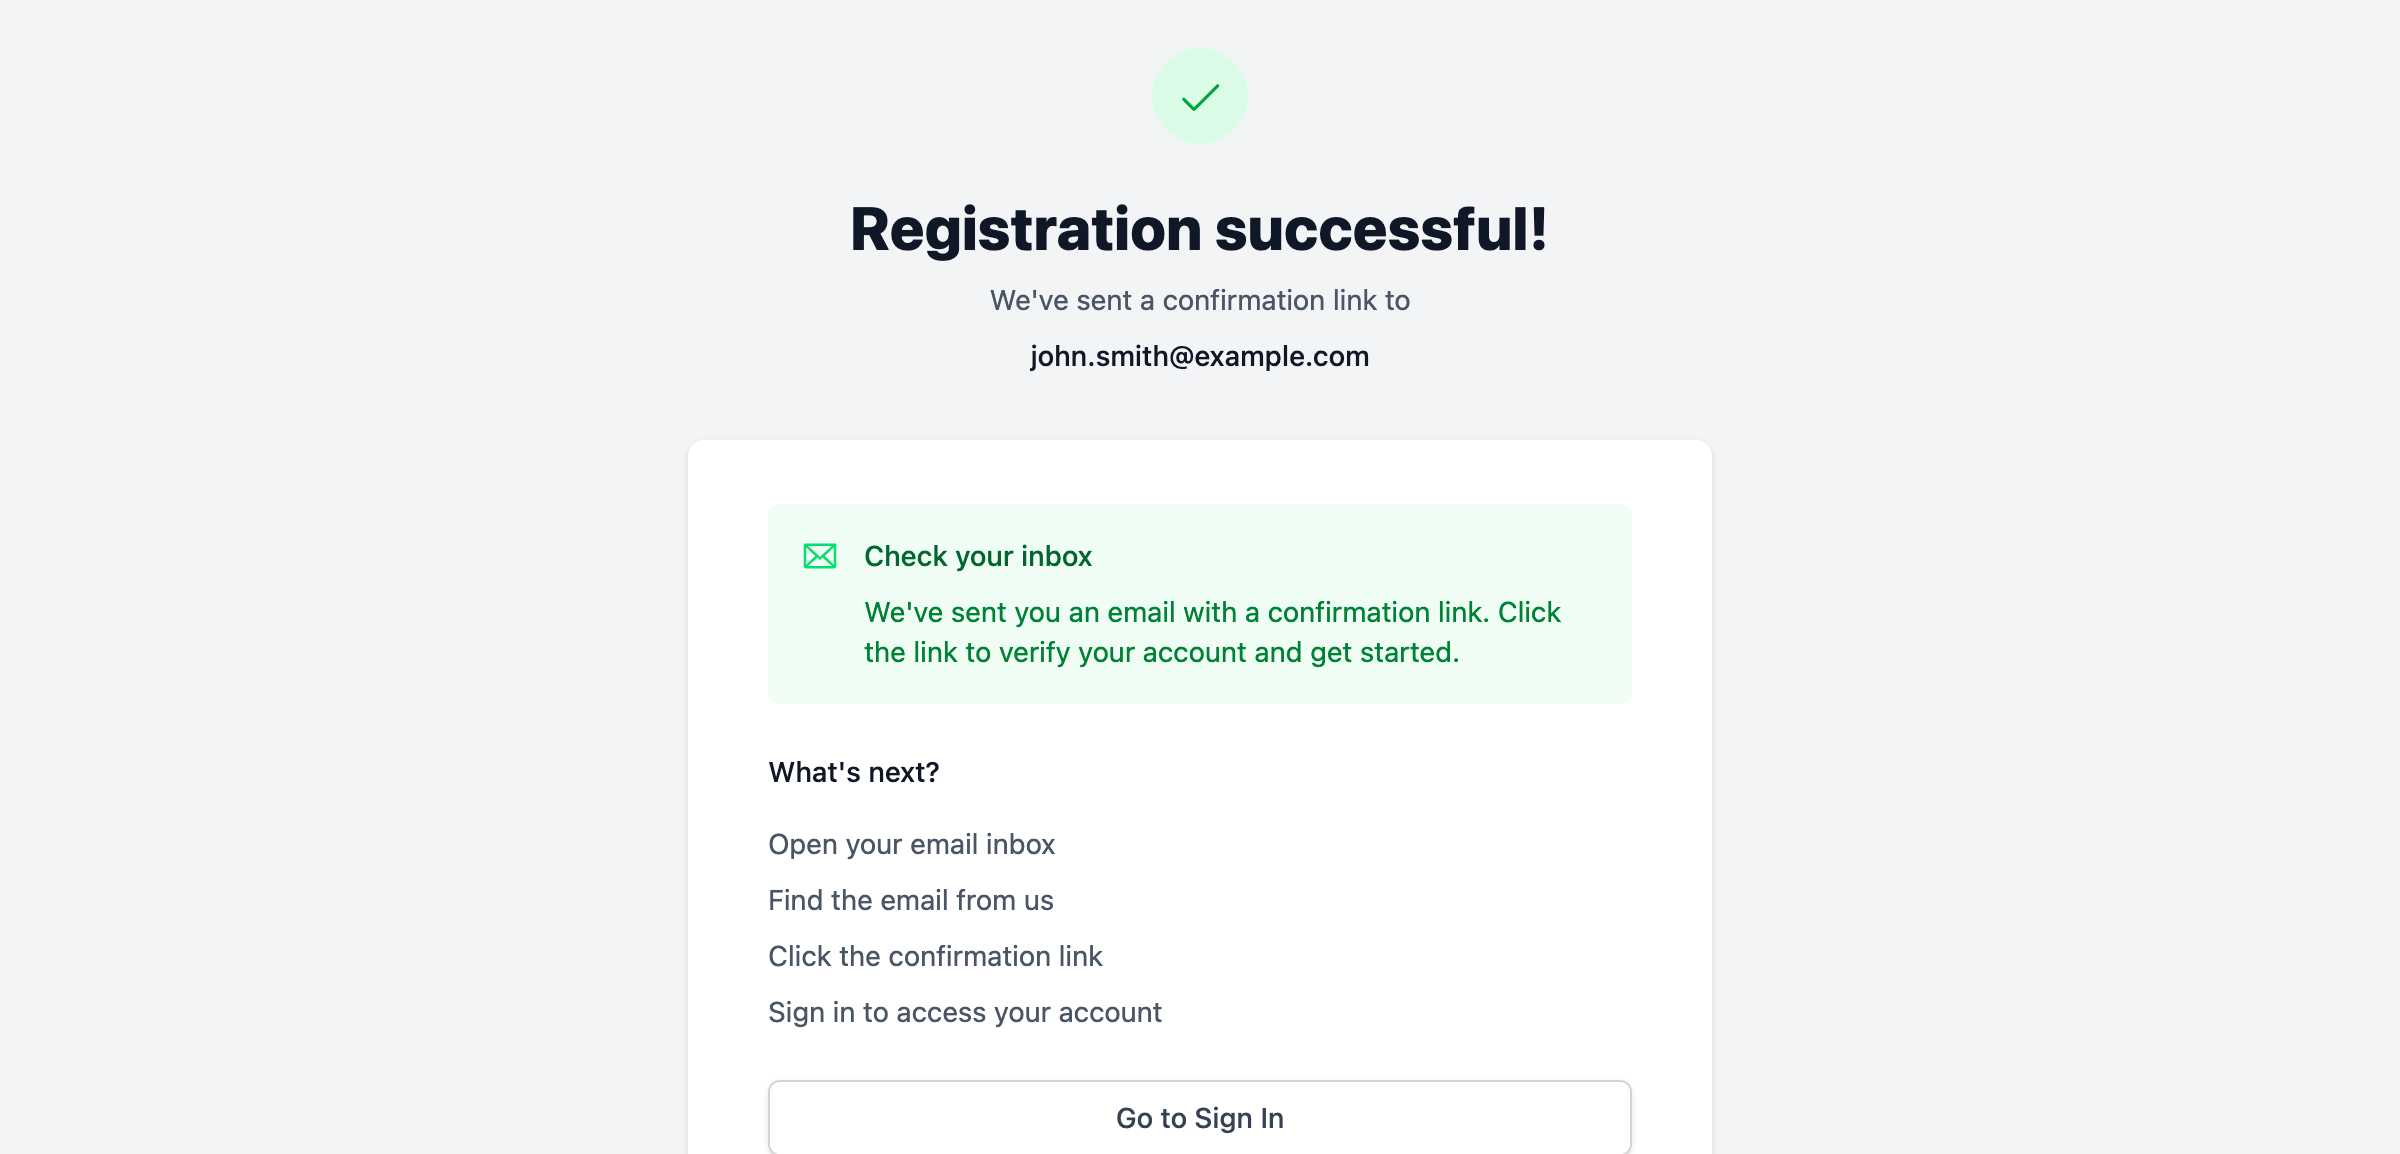 Registration successful!
We've sent a confirmation link to
john.smith@example.com
Check your inbox
We've sent you an email with a confirmation link. Click
the link to verify your account and get started.
What's next?
Open your email inbox
Find the email from us
Click the confirmation link
Sign in to access your account
Go to Sign In